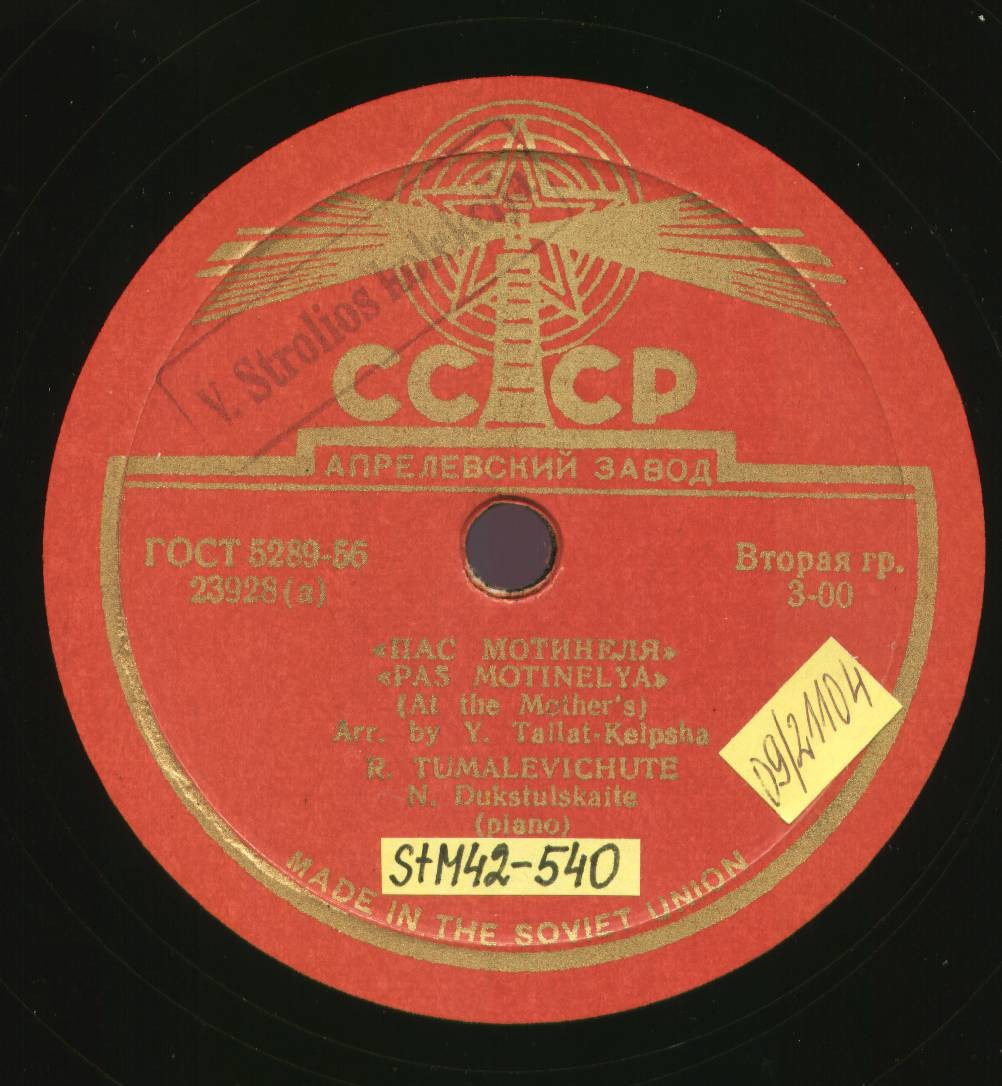 V. Strolios
СССР
АПРЕЛЕВСКИЙ ЗАВОД
ГОСТ 5289-56
23928(а)
Вторая гр.
3-00
«ПАС МОТИНЕЛЯ»
«PAS MOTINELYA»
(At the Mother's)
Arr. by Y. Tallat-Kelpsha
R. TUMALEVICHUTE
N. Dukstulskaite
(piano)
09/21104
StM42-540
MADE IN THE SOVIET UNION